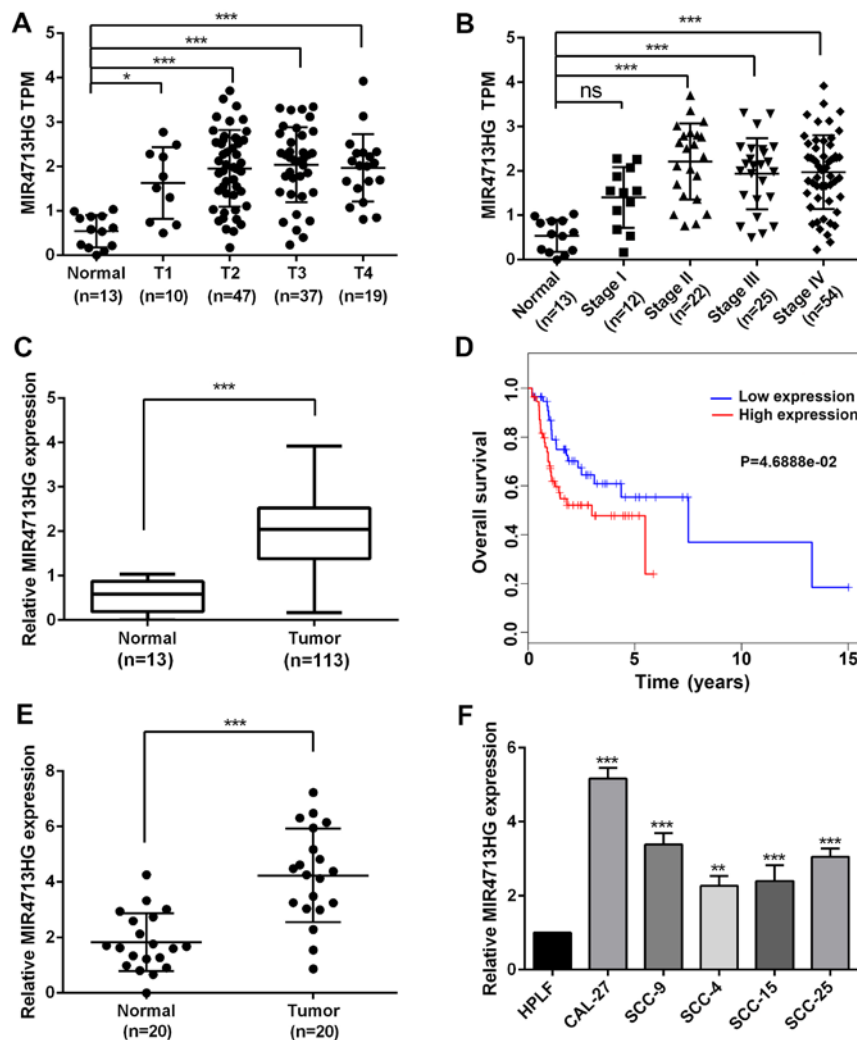 A
MIR4713HG TPM
5
4
3
2
1
0
***
***
***
*
Normal T1 T2 T3 T4
(n=13) (n=10) (n=47) (n=37) (n=19)
B
MIR4713HG TPM
5
4
3
2
1
0
***
***
***
ns
Normal (n=13)
Stage I (n=12)
Stage II (n=22)
Stage III (n=25)
Stage IV (n=54)
C
Relative MIR4713HG expression
5
4
3
2
1
0
***
Normal Tumor
(n=13) (n=113)
D
Overall survival
1.0
0.8
0.6
0.4
0.2
0.0
Low expression
High expression
P=4.6888e-02
0 5 10 15
Time (years)
E
Relative MIR4713HG expression
8
6
4
2
0
***
Normal Tumor
(n=20) (n=20)
F
Relative MIR4713HG expression
6
4
2
0
*** *** ** *** ***
HPLF CAL-27 SCC-9 SCC-4 SCC-15 SCC-25